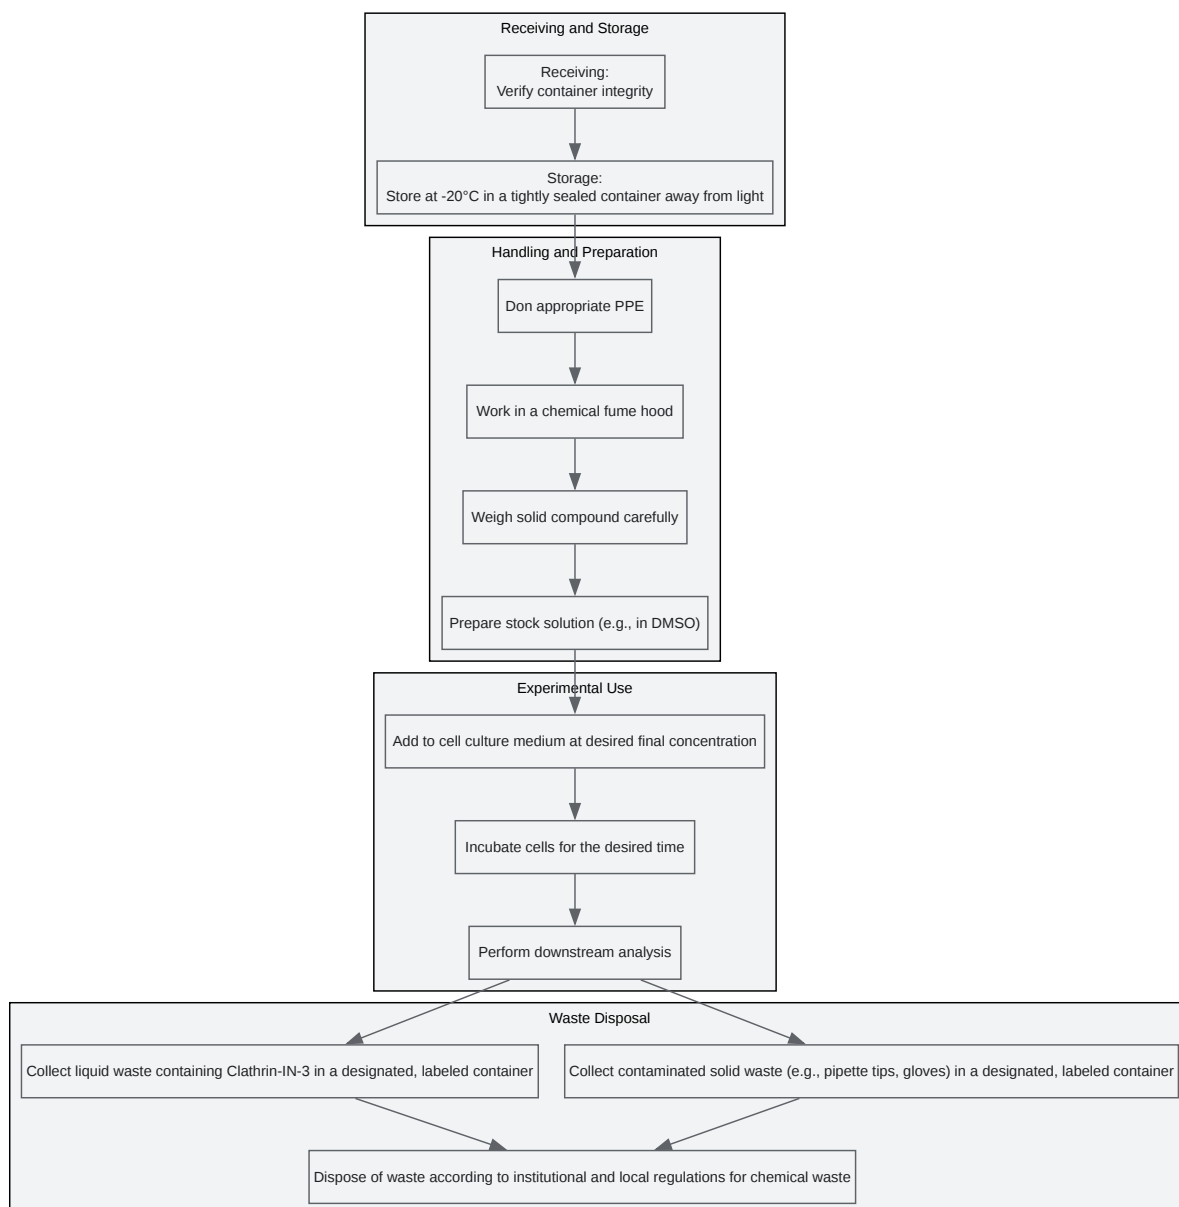 Receiving and Storage
Receiving:
Verify container integrity
Storage:
Store at -20°C in a tightly sealed container away from light
Handling and Preparation
Don appropriate PPE
Work in a chemical fume hood
Weigh solid compound carefully
Prepare stock solution (e.g., in DMSO)
Experimental Use
Add to cell culture medium at desired final concentration
Incubate cells for the desired time
Perform downstream analysis
Waste Disposal
Collect liquid waste containing Clathrin-IN-3 in a designated, labeled container
Collect contaminated solid waste (e.g., pipette tips, gloves) in a designated, labeled container
Dispose of waste according to institutional and local regulations for chemical waste